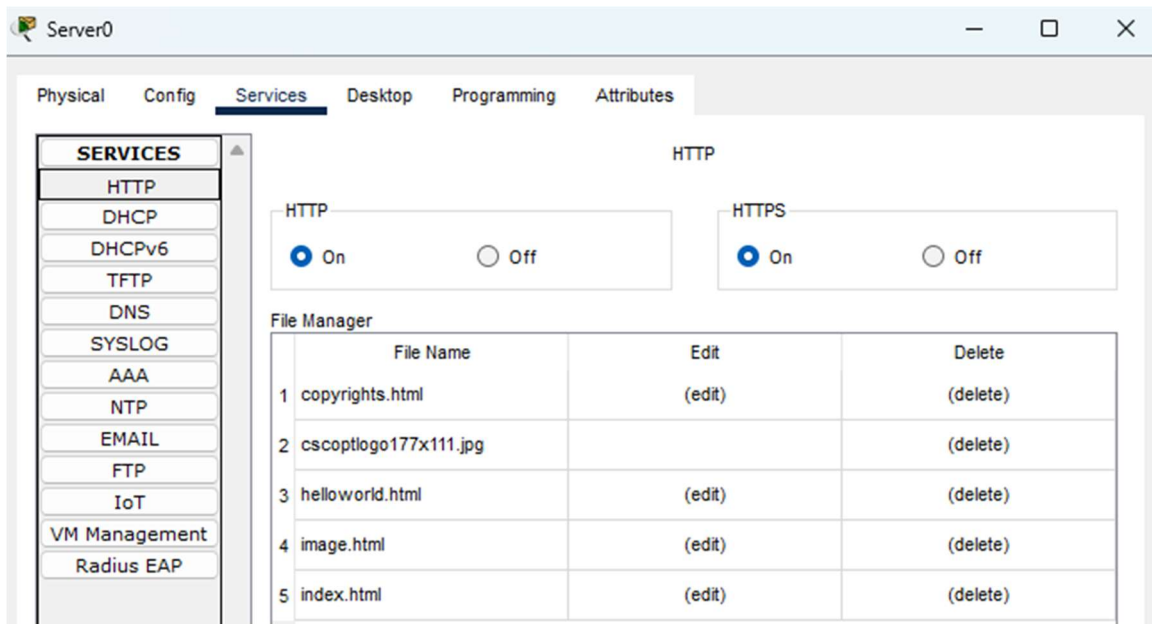 Server0
Physical Config Services Desktop Programming Attributes
SERVICES
HTTP
DHCP
DHCPv6
TFTP
DNS
SYSLOG
AAA
NTP
EMAIL
FTP
IoT
VM Management
Radius EAP
HTTP
HTTP
On Off
HTTPS
On Off
File Manager
File Name Edit Delete
1 copyrights.html (edit) (delete)
2 cscoptlogo177x111.jpg (delete)
3 helloworld.html (edit) (delete)
4 image.html (edit) (delete)
5 index.html (edit) (delete)